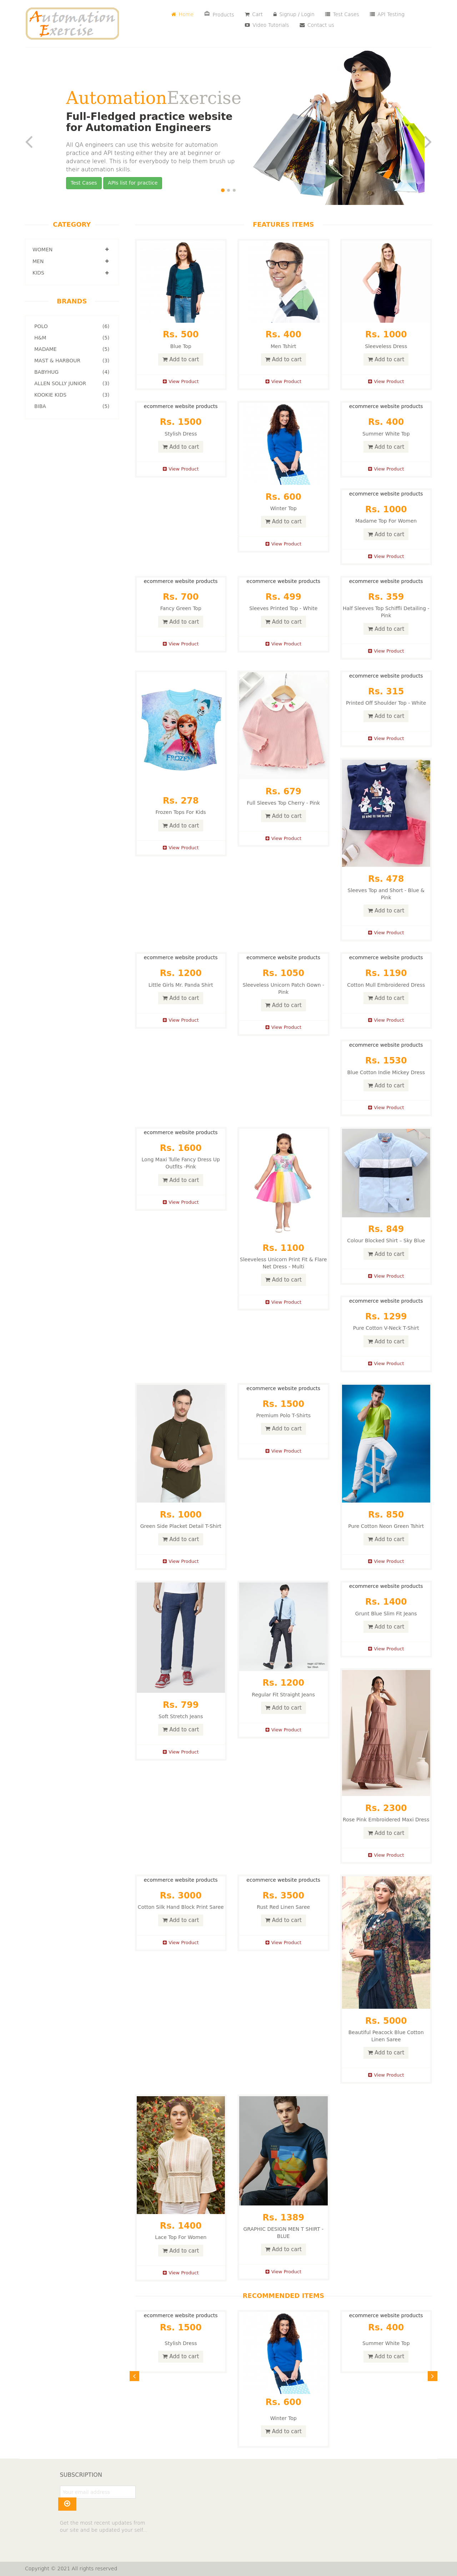 Automation
Exercise
Home
Products
Cart
Signup / Login
Test Cases
API Testing
Video Tutorials
Contact us
AutomationExercise
Full-Fledged practice website
for Automation Engineers
All QA engineers can use this website for automation
practice and API testing either they are at beginner or
advance level. This is for everybody to help them brush up
their automation skills.
Test Cases
APIs list for practice
CATEGORY
WOMEN
MEN
KIDS
BRANDS
POLO (6)
H&M (5)
MADAME (5)
MAST & HARBOUR (3)
BABYHUG (4)
ALLEN SOLLY JUNIOR (3)
KOOKIE KIDS (3)
BIBA (5)
FEATURES ITEMS
Rs. 500
Blue Top
Add to cart
View Product
Rs. 400
Men Tshirt
Add to cart
View Product
Rs. 1000
Sleeveless Dress
Add to cart
View Product
ecommerce website products
Rs. 1500
Stylish Dress
Add to cart
View Product
Rs. 600
Winter Top
Add to cart
View Product
ecommerce website products
Rs. 400
Summer White Top
Add to cart
View Product
ecommerce website products
Rs. 1000
Madame Top For Women
Add to cart
View Product
ecommerce website products
Rs. 700
Fancy Green Top
Add to cart
View Product
ecommerce website products
Rs. 499
Sleeves Printed Top - White
Add to cart
View Product
ecommerce website products
Rs. 359
Half Sleeves Top Schiffli Detailing -
Pink
Add to cart
View Product
Rs. 278
Frozen Tops For Kids
Add to cart
View Product
Rs. 679
Full Sleeves Top Cherry - Pink
Add to cart
View Product
ecommerce website products
Rs. 315
Printed Off Shoulder Top - White
Add to cart
View Product
Rs. 478
Sleeves Top and Short - Blue &
Pink
Add to cart
View Product
ecommerce website products
Rs. 1200
Little Girls Mr. Panda Shirt
Add to cart
View Product
ecommerce website products
Rs. 1050
Sleeveless Unicorn Patch Gown -
Pink
Add to cart
View Product
ecommerce website products
Rs. 1190
Cotton Mull Embroidered Dress
Add to cart
View Product
ecommerce website products
Rs. 1530
Blue Cotton Indie Mickey Dress
Add to cart
View Product
ecommerce website products
Rs. 1600
Long Maxi Tulle Fancy Dress Up
Outfits -Pink
Add to cart
View Product
Rs. 1100
Sleeveless Unicorn Print Fit & Flare
Net Dress - Multi
Add to cart
View Product
Rs. 849
Colour Blocked Shirt – Sky Blue
Add to cart
View Product
ecommerce website products
Rs. 1299
Pure Cotton V-Neck T-Shirt
Add to cart
View Product
Rs. 1000
Green Side Placket Detail T-Shirt
Add to cart
View Product
ecommerce website products
Rs. 1500
Premium Polo T-Shirts
Add to cart
View Product
Rs. 850
Pure Cotton Neon Green Tshirt
Add to cart
View Product
Rs. 799
Soft Stretch Jeans
Add to cart
View Product
Rs. 1200
Regular Fit Straight Jeans
Add to cart
View Product
ecommerce website products
Rs. 1400
Grunt Blue Slim Fit Jeans
Add to cart
View Product
Rs. 2300
Rose Pink Embroidered Maxi Dress
Add to cart
View Product
ecommerce website products
Rs. 3000
Cotton Silk Hand Block Print Saree
Add to cart
View Product
ecommerce website products
Rs. 3500
Rust Red Linen Saree
Add to cart
View Product
Rs. 5000
Beautiful Peacock Blue Cotton
Linen Saree
Add to cart
View Product
Rs. 1400
Lace Top For Women
Add to cart
View Product
Rs. 1389
GRAPHIC DESIGN MEN T SHIRT -
BLUE
Add to cart
View Product
RECOMMENDED ITEMS
ecommerce website products
Rs. 1500
Stylish Dress
Add to cart
Rs. 600
Winter Top
Add to cart
ecommerce website products
Rs. 400
Summer White Top
Add to cart
SUBSCRIPTION
Your email address
Get the most recent updates from
our site and be updated your self
Copyright © 2021 All rights reserved